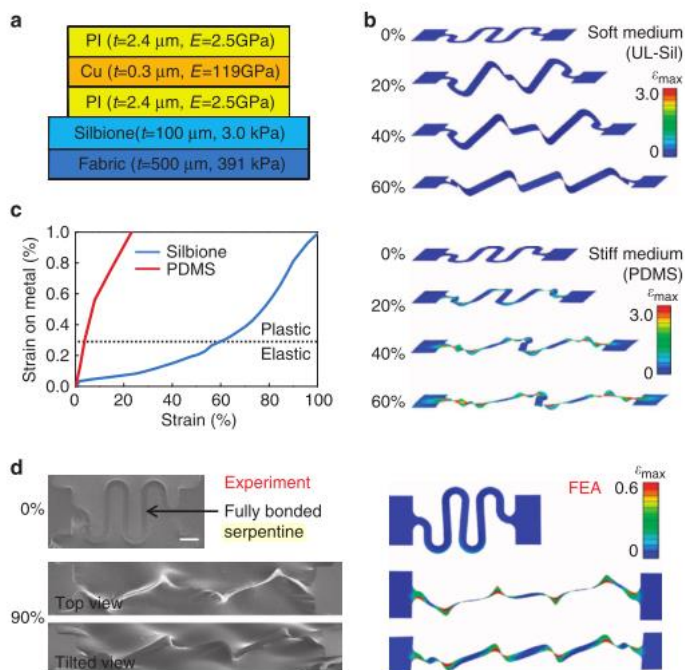 a
PI (t=2.4 μm, E=2.5GPa)
Cu (t=0.3 μm, E=119GPa)
PI (t=2.4 μm, E=2.5GPa)
Silbione(t=100 μm, 3.0 kPa)
Fabric (t=500 μm, 391 kPa)
b
0%
20%
40%
60%
Soft medium
(UL-Sil)
εmax
3.0
0
0%
20%
40%
60%
Stiff medium
(PDMS)
εmax
3.0
0
c
Strain on metal (%)
1.0
0.8
0.6
0.4
0.2
0.0
Silbione
PDMS
Plastic
Elastic
0 20 40 60 80 100
Strain (%)
d
0%
Experiment
Fully bonded
serpentine
90%
Top view
Tilted view
FEA
εmax
0.6
0